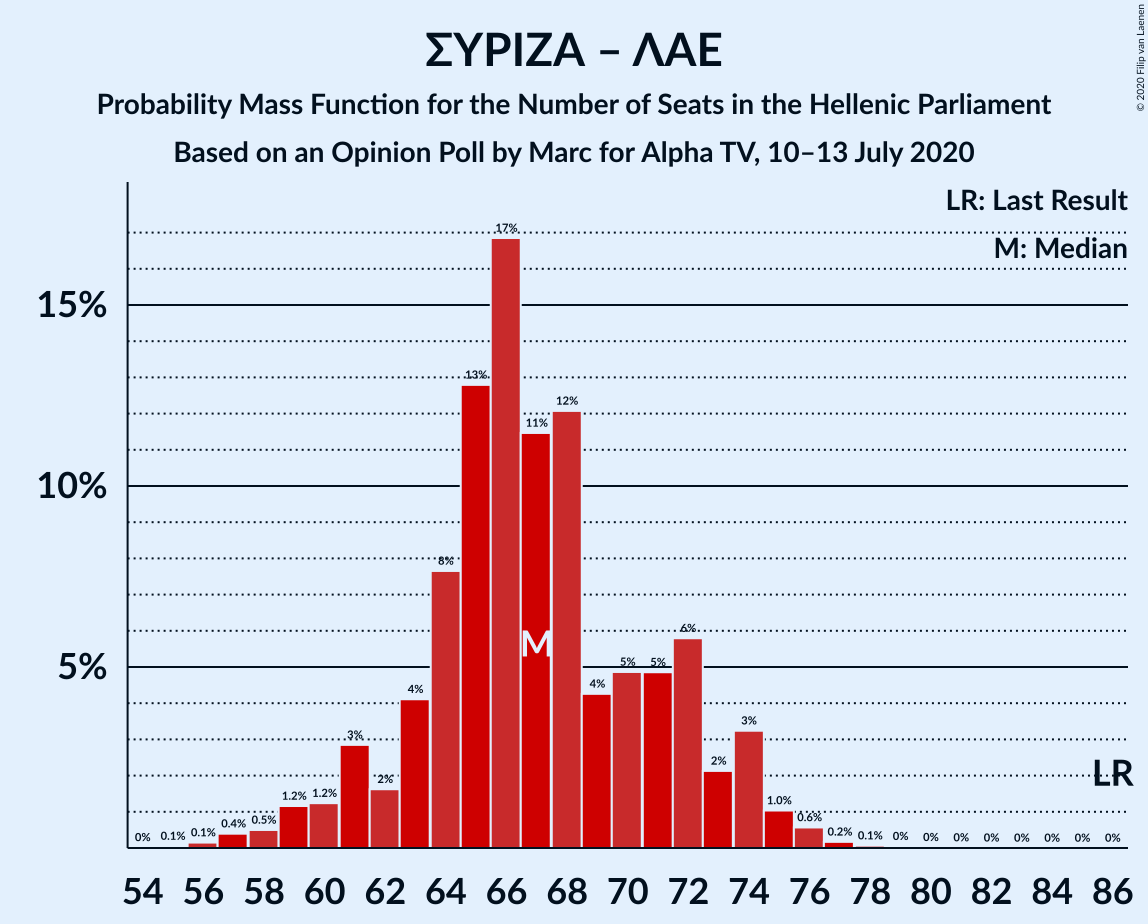 ΣΥΡΙΖΑ – ΛΑΕ
Probability Mass Function for the Number of Seats in the Hellenic Parliament
Based on an Opinion Poll by Marc for Alpha TV, 10–13 July 2020
© 2020 Filip van Laenen
LR: Last Result
M: Median
15%
10%
5%
0% 0.1% 0.1% 0.4% 0.5% 1.2% 1.2% 3% 2% 4% 8% 13% 17% 11% 12% 4% 5% 5% 6% 2% 3% 1.0% 0.6% 0.2% 0.1% 0% 0% 0% 0% 0% 0% 0% 0%
M
LR
54 56 58 60 62 64 66 68 70 72 74 76 78 80 82 84 86